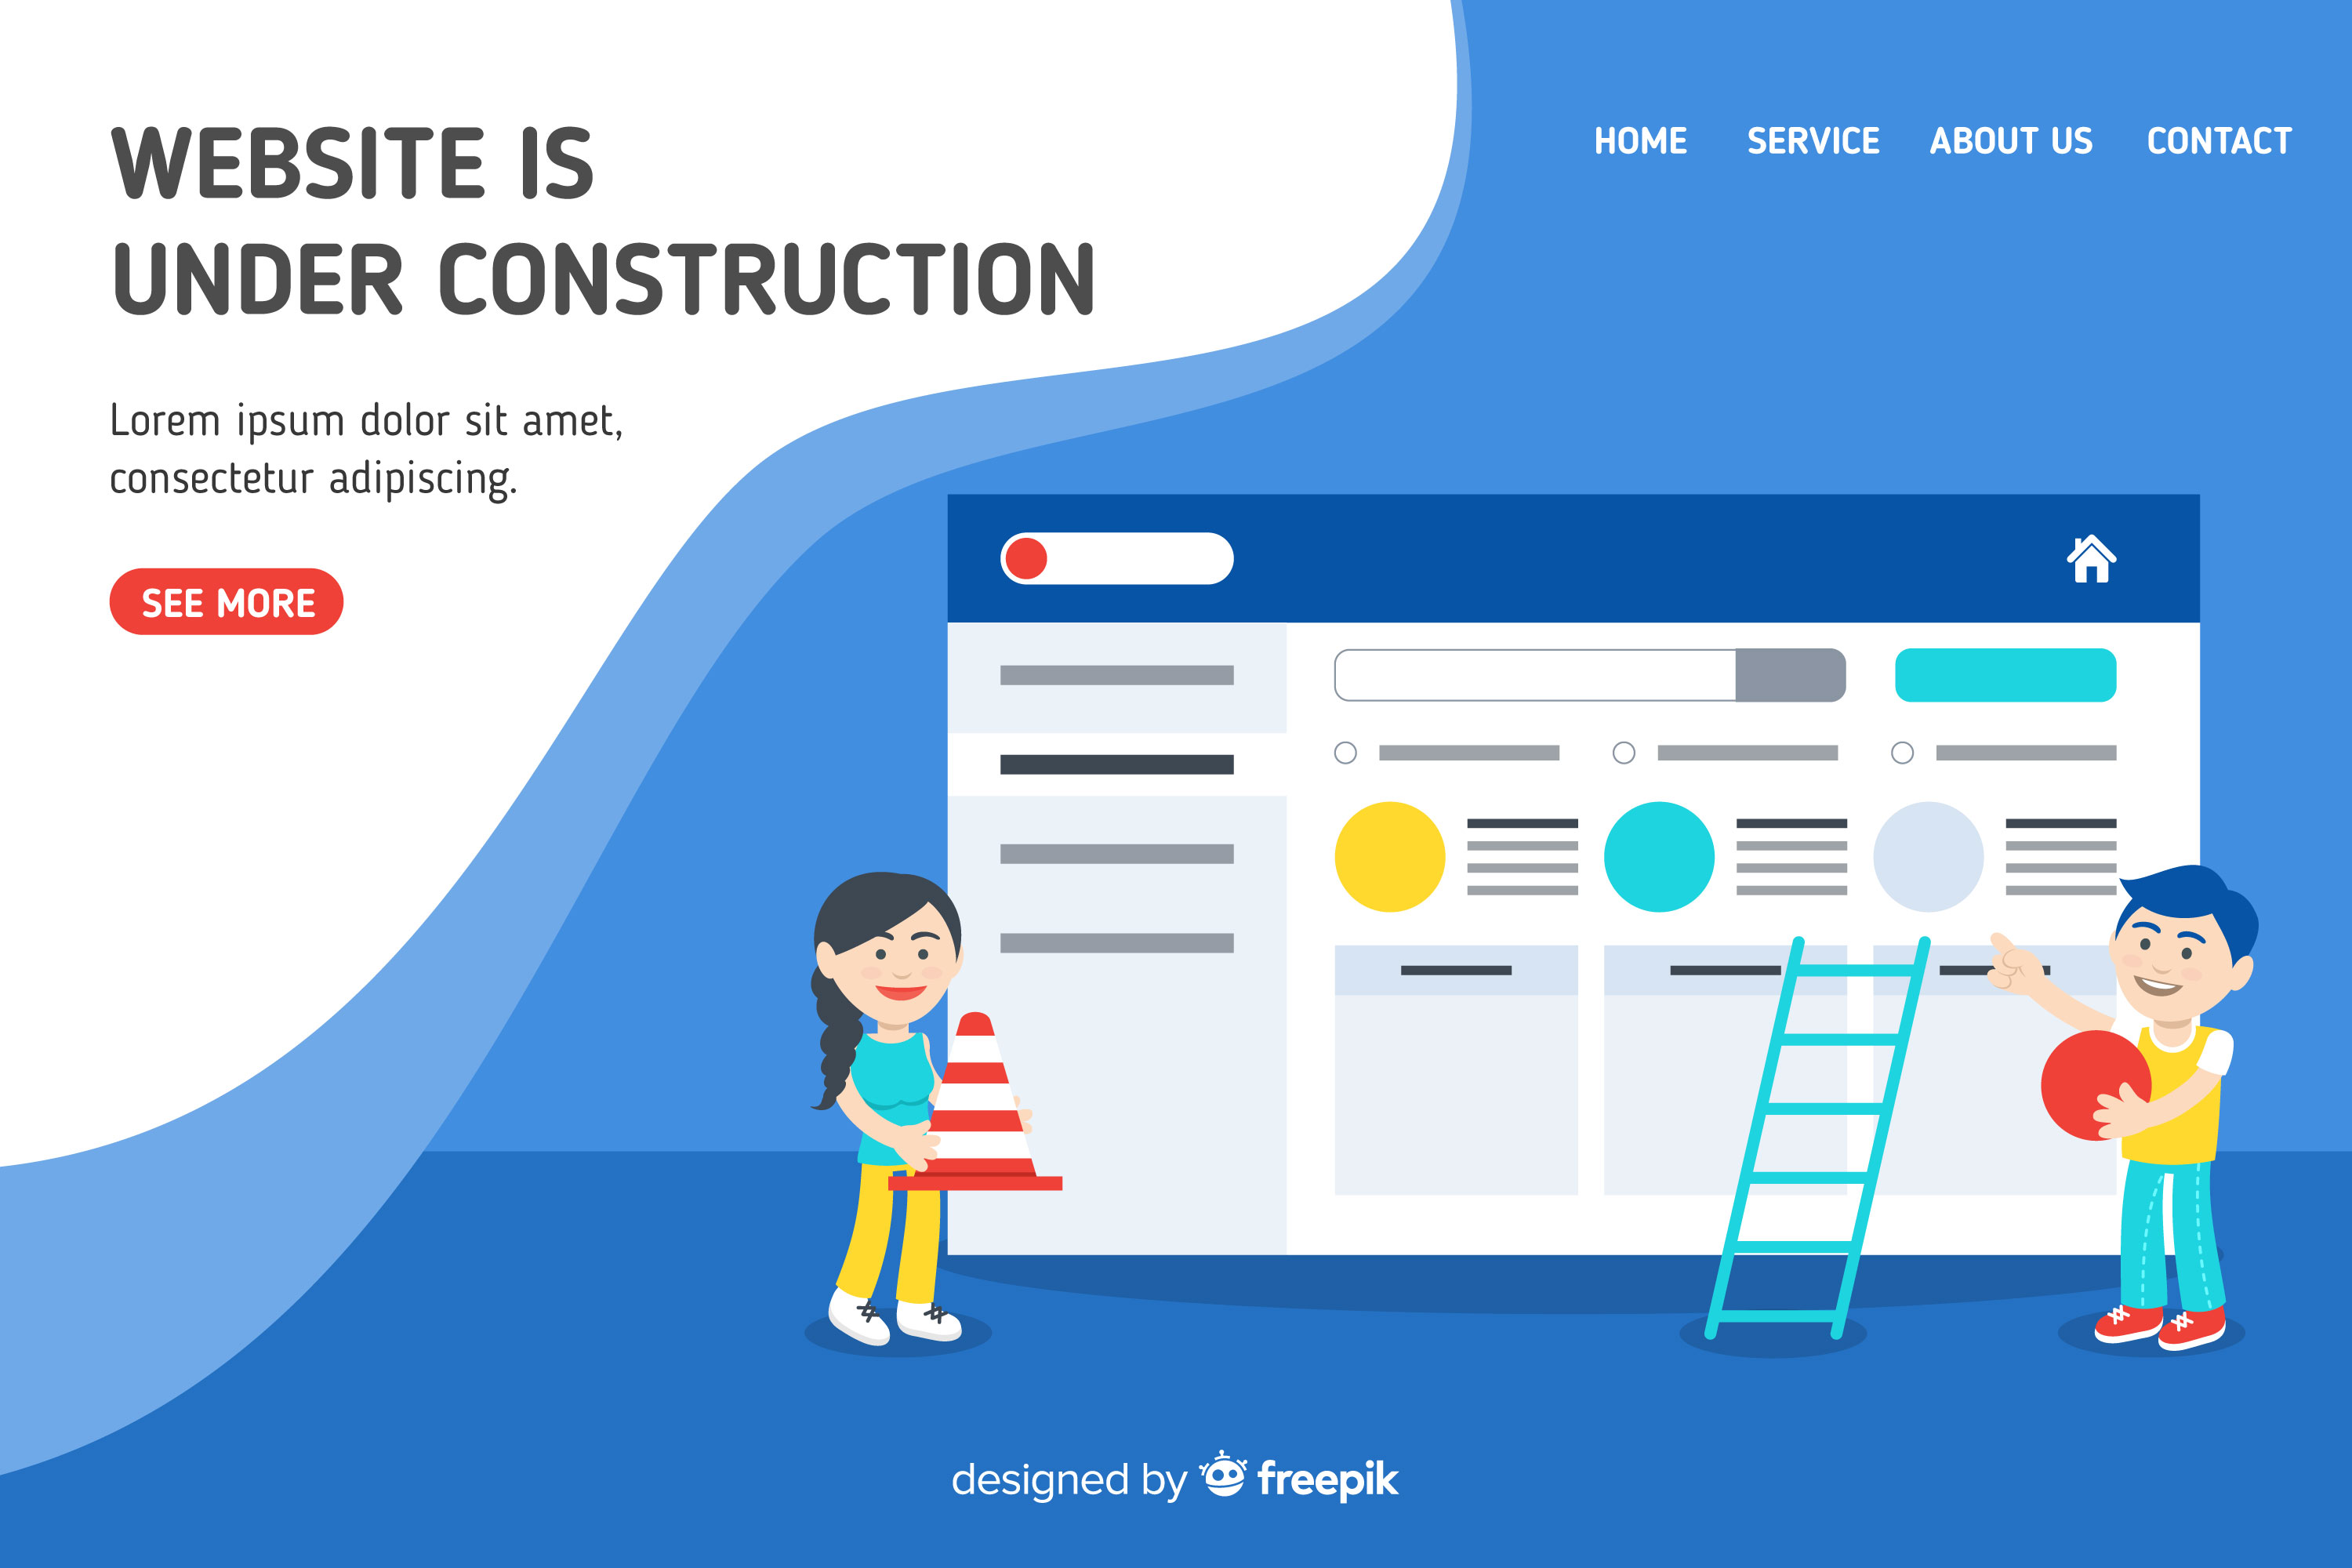 WEBSITE IS
UNDER CONSTRUCTION
HOME SERVICE ABOUT US CONTACT
Lorem ipsum dolor sit amet,
consectetur adipiscing.
SEE MORE
designed by freepik